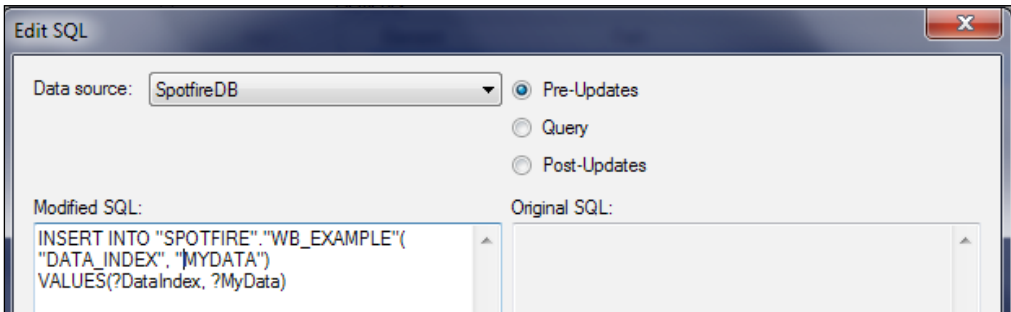 Edit SQL
Data source: SpotfireDB
Pre-Updates
Query
Post-Updates
Modified SQL:
INSERT INTO "SPOTFIRE"."WB_EXAMPLE"(
"DATA_INDEX", "MYDATA")
VALUES(?DataIndex, ?MyData)
Original SQL: